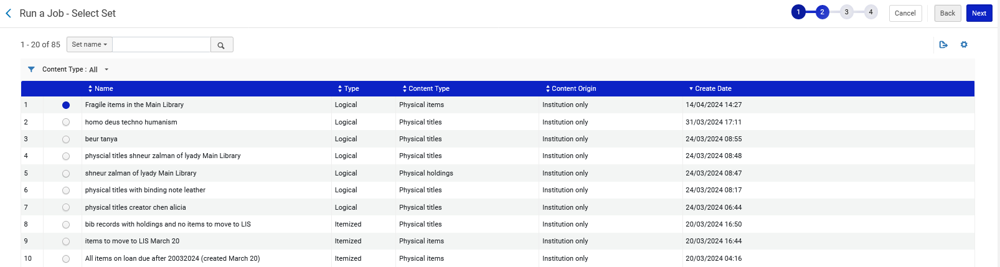 Run a Job - Select Set 1 2 3 4 Cancel Back Next
1 - 20 of 85 Set name
Content Type : All
Name Type Content Type Content Origin Create Date
1 Fragile items in the Main Library Logical Physical items Institution only 14/04/2024 14:27
2 homo deus techno humanism Logical Physical titles Institution only 31/03/2024 17:11
3 beur tanya Logical Physical titles Institution only 24/03/2024 08:55
4 physcial titles shneur zalman of lyady Main Library Logical Physical titles Institution only 24/03/2024 08:48
5 shneur zalman of lyady Main Library Logical Physical holdings Institution only 24/03/2024 08:47
6 physical titles with binding note leather Logical Physical titles Institution only 24/03/2024 08:17
7 physical titles creator chen alicia Logical Physical titles Institution only 24/03/2024 06:44
8 bib records with holdings and no items to move to LIS Itemized Physical titles Institution only 20/03/2024 16:50
9 items to move to LIS March 20 Itemized Physical items Institution only 20/03/2024 16:44
10 All items on loan due after 20032024 (created March 20) Itemized Physical items Institution only 20/03/2024 04:16